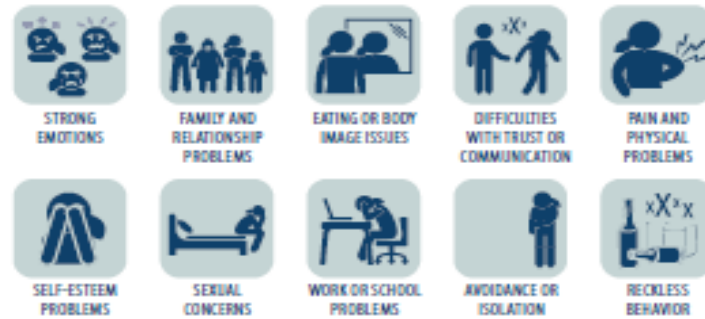 STRONG
EMOTIONS
FAMILY AND
RELATIONSHIP
PROBLEMS
EATING OR BODY
IMAGE ISSUES
DIFFICULTIES
WITH TRUST OR
COMMUNICATION
PAIN AND
PHYSICAL
PROBLEMS
SELF-ESTEEM
PROBLEMS
SEXUAL
CONCERNS
WORK OR SCHOOL
PROBLEMS
AVOIDANCE OR
ISOLATION
RECKLESS
BEHAVIOR